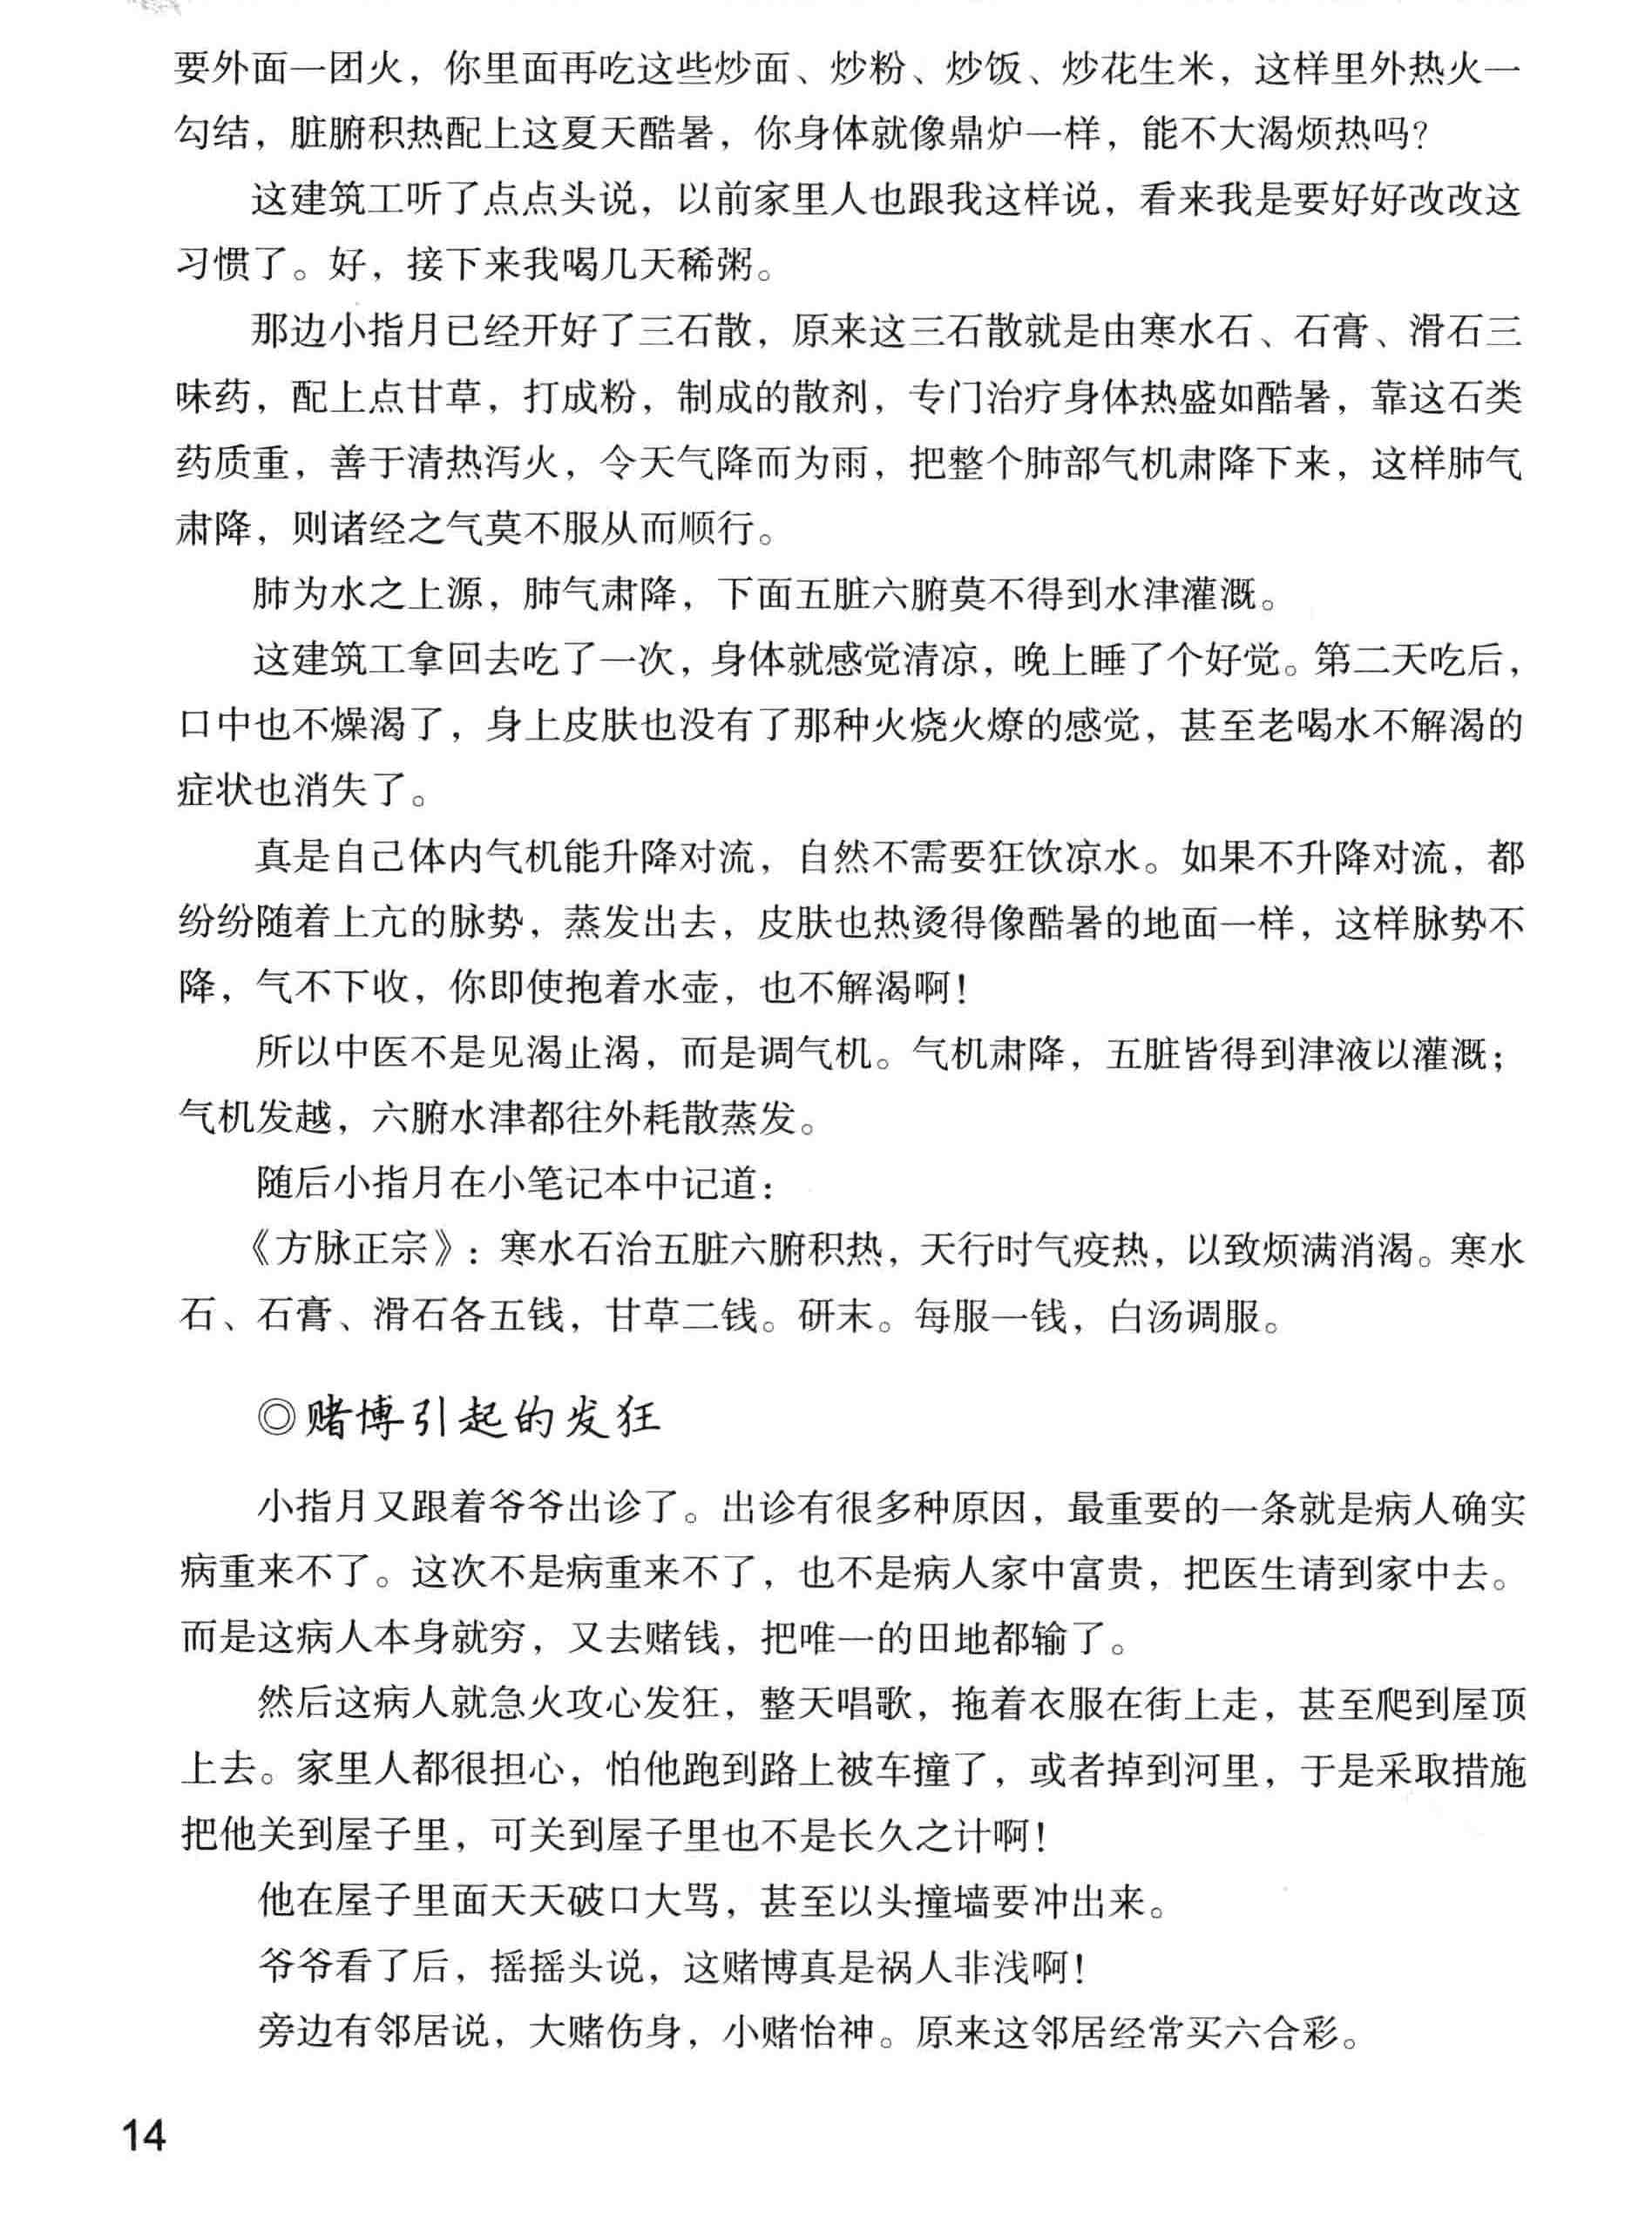 要外面一团火，你里面再吃这些炒面、炒粉、炒饭、炒花生米，这样里外热火一
勾结，脏腑积热配上这夏天酷暑，你身体就像鼎炉一样，能不大渴烦热吗？
这建筑工听了点点头说，以前家里人也跟我这样说，看来我是要好好改改这
习惯了。好，接下来我喝几天稀粥。
那边小指月已经开好了三石散，原来这三石散就是由寒水石、石膏、滑石三
味药，配上点甘草，打成粉，制成的散剂，专门治疗身体热盛如酷暑，靠这石类
药质重，善于清热泻火，令天气降而为雨，把整个肺部气机肃降下来，这样肺气
肃降，则诸经之气莫不服从而顺行。
肺为水之上源，肺气肃降，下面五脏六腑莫不得到水津灌溉。
这建筑工拿回去吃了一次，身体就感觉清凉，晚上睡了个好觉。第二天吃后，
口中也不燥渴了，身上皮肤也没有了那种火烧火燎的感觉，甚至老喝水不解渴的
症状也消失了。
真是自己体内气机能升降对流，自然不需要狂饮凉水。如果不升降对流，都
纷纷随着上亢的脉势，蒸发出去，皮肤也热烫得像酷暑的地面一样，这样脉势不
降，气不下收，你即使抱着水壶，也不解渴啊！
所以中医不是见渴止渴，而是调气机。气机肃降，五脏皆得到津液以灌溉；
气机发越，六腑水津都往外耗散蒸发。
随后小指月在小笔记本中记道：
《方脉正宗》：寒水石治五脏六腑积热，天行时气疫热，以致烦满消渴。寒水
石、石膏、滑石各五钱，甘草二钱。研末。每服一钱，白汤调服。
◎赌博引起的发狂
小指月又跟着爷爷出诊了。出诊有很多种原因，最重要的一条就是病人确实
病重来不了。这次不是病重来不了，也不是病人家中富贵，把医生请到家中去。
而是这病人本身就穷，又去赌钱，把唯一的田地都输了。
然后这病人就急火攻心发狂，整天唱歌，拖着衣服在街上走，甚至爬到屋顶
上去。家里人都很担心，怕他跑到路上被车撞了，或者掉到河里，于是采取措施
把他关到屋子里，可关到屋子里也不是长久之计啊！
他在屋子里面天天破口大骂，甚至以头撞墙要冲出来。
爷爷看了后，摇摇头说，这赌博真是祸人非浅啊！
旁边有邻居说，大赌伤身，小赌怡神。原来这邻居经常买六合彩。
14